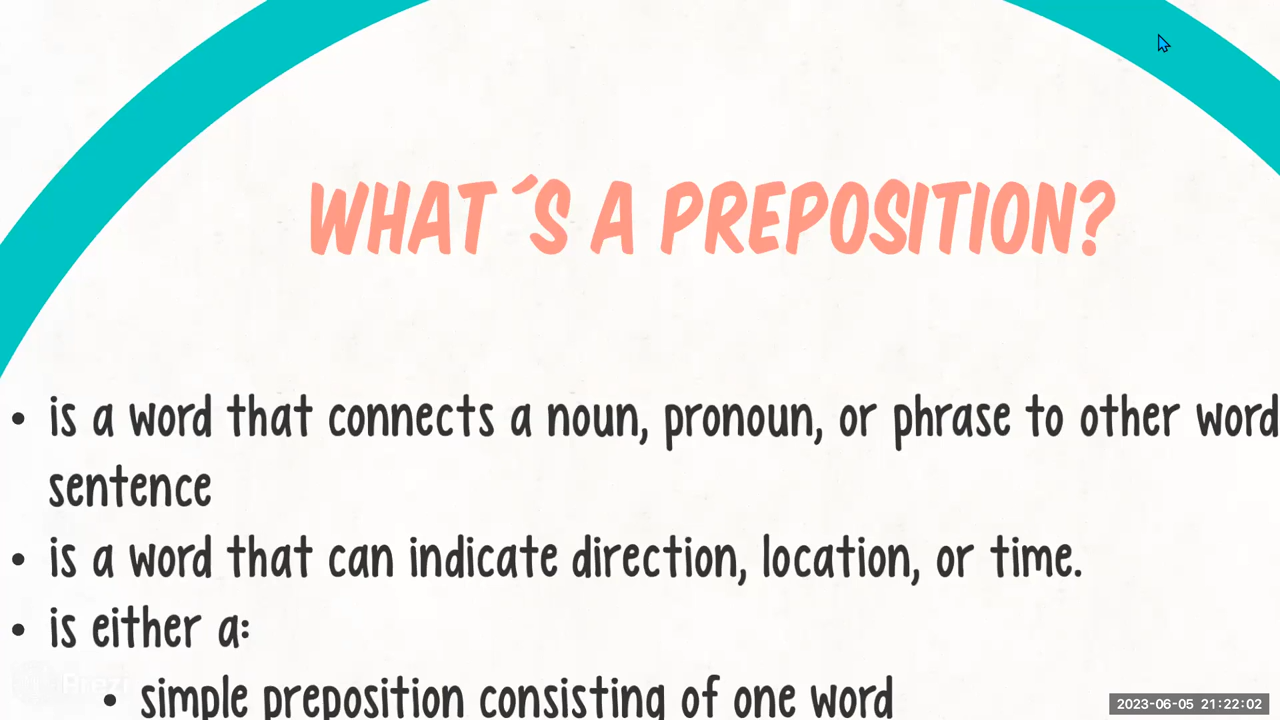 WHAT´S A PREPOSITION?
• is a word that connects a noun, pronoun, or phrase to other word
sentence
• is a word that can indicate direction, location, or time.
• is either a:
• simple preposition consisting of one word
Prezi
2023-06-05 21:22:02